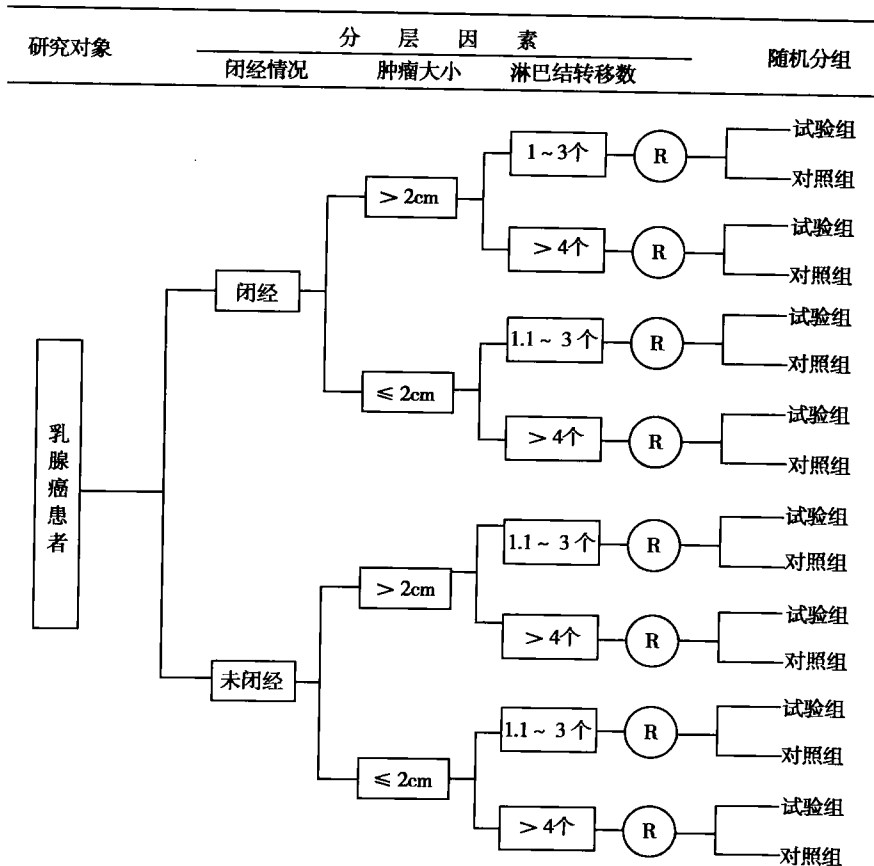 研究对象
分层因素
随机分组
闭经情况
肿瘤大小
淋巴结转移数
乳腺癌患者
闭经
> 2cm
1～3个
R
试验组
对照组
> 4个
R
试验组
对照组
≤ 2cm
1.1～ 3 个
R
试验组
对照组
> 4个
R
试验组
对照组
未闭经
> 2cm
1.1～ 3 个
R
试验组
对照组
> 4个
R
试验组
对照组
≤ 2cm
1.1～ 3 个
R
试验组
对照组
> 4个
R
试验组
对照组